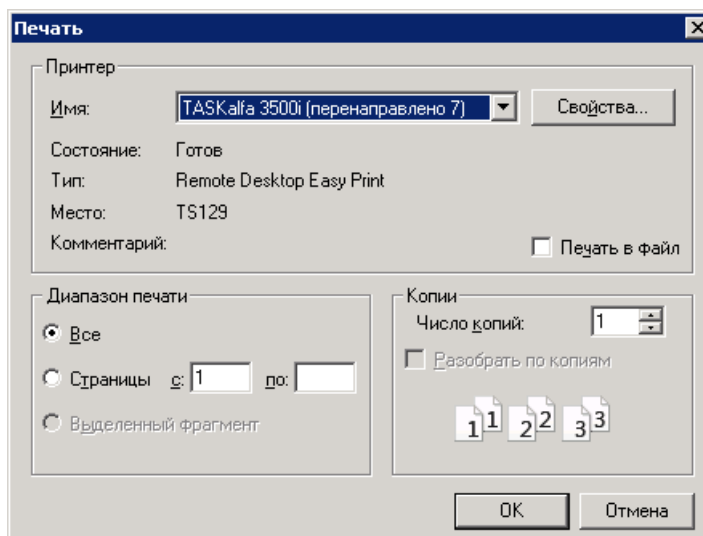 Печать
Принтер
Имя: TASKalfa 3500i (перенаправлено 7) Свойства...
Состояние: Готов
Тип: Remote Desktop Easy Print
Место: TS129
Комментарий: Печать в файл
Диапазон печати
Все
Страницы с: 1 по:
Выделенный фрагмент
Копии
Число копий: 1
Разобрать по копиям
1 1 2 2 3 3
OK Отмена